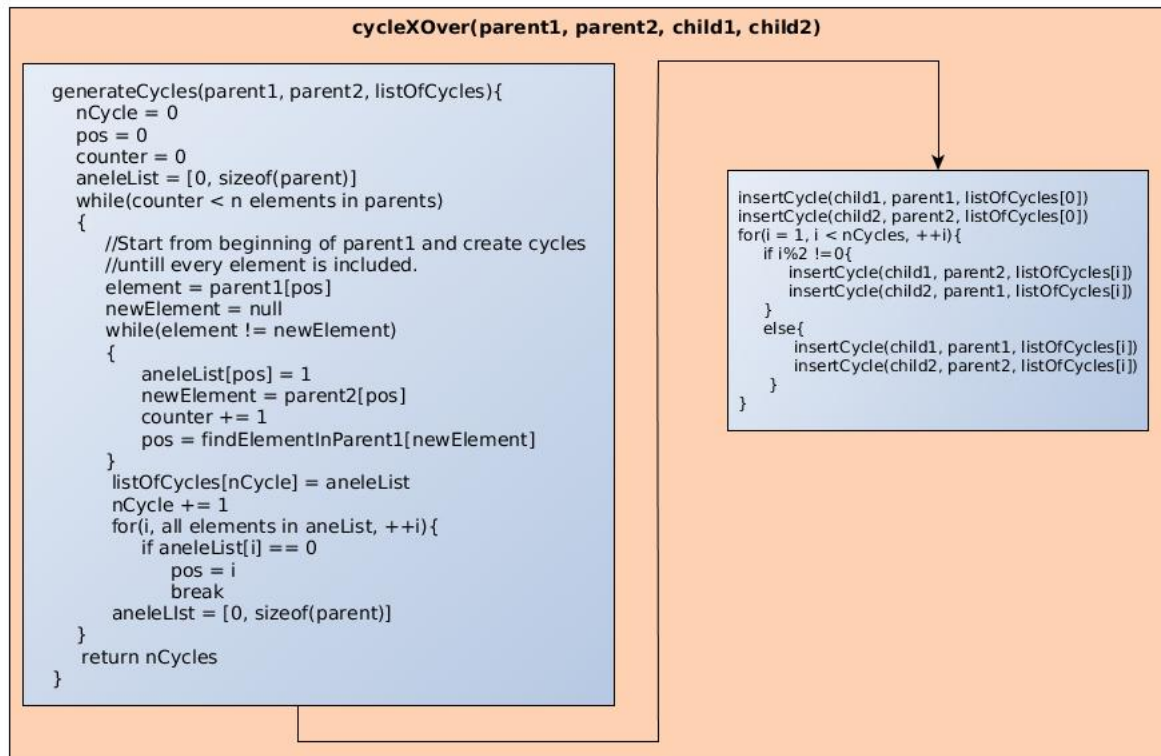 cycleXOver(parent1, parent2, child1, child2)
generateCycles(parent1, parent2, listOfCycles){
nCycle = 0
pos = 0
counter = 0
aneleList = [0, sizeof(parent)]
while(counter < n elements in parents)
{
//Start from beginning of parent1 and create cycles
//untill every element is included.
element = parent1[pos]
newElement = null
while(element != newElement)
{
aneleList[pos] = 1
newElement = parent2[pos]
counter += 1
pos = findElementInParent1[newElement]
}
listOfCycles[nCycle] = aneleList
nCycle += 1
for(i, all elements in aneList, ++i){
if aneleList[i] == 0
pos = i
break
aneleLIst = [0, sizeof(parent)]
}
return nCycles
}
insertCycle(child1, parent1, listOfCycles[0])
insertCycle(child2, parent2, listOfCycles[0])
for(i = 1, i < nCycles, ++i){
if i%2 !=0{
insertCycle(child1, parent2, listOfCycles[i])
insertCycle(child2, parent1, listOfCycles[i])
}
else{
insertCycle(child1, parent1, listOfCycles[i])
insertCycle(child2, parent2, listOfCycles[i])
}
}